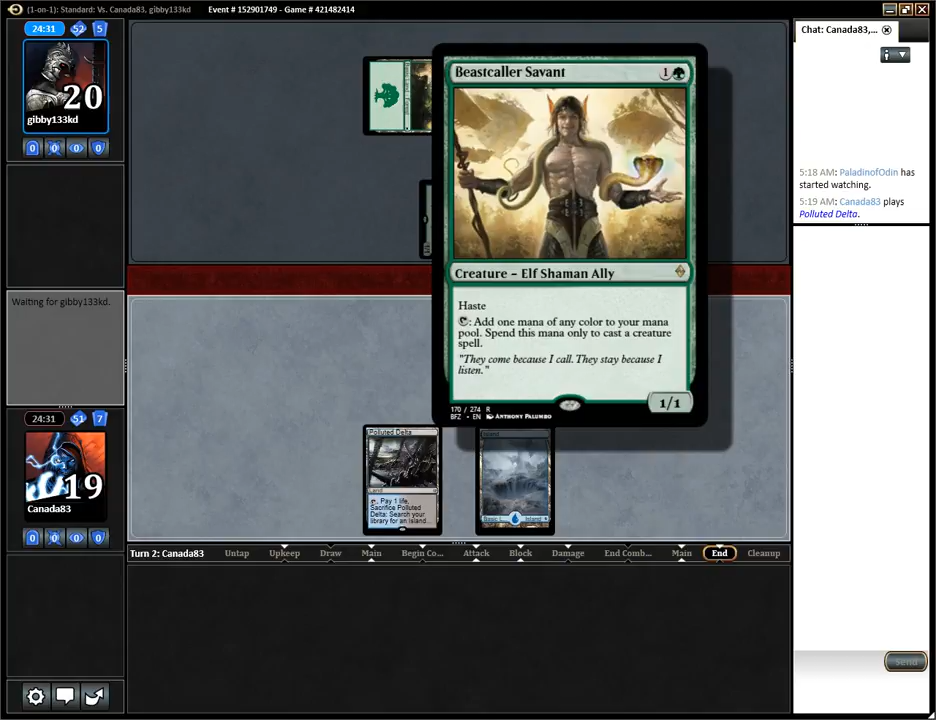 (1-on-1): Standard: Vs. Canada83, gibby133kd
Event # 152901749 - Game # 421482414
24:31
52
5
20
gibby133kd
0
0
0
0
Waiting for gibby133kd.
24:31
51
7
19
Canada83
0
0
0
0
Beastcaller Savant
1
Creature – Elf Shaman Ally
Haste
: Add one mana of any color to your mana
pool. Spend this mana only to cast a creature
spell.
"They come because I call. They stay because I
listen."
170 / 274 R
BFZ • EN ANTHONY PALUMBO
1/1
Polluted Delta
Land
, Pay 1 life,
Sacrifice Polluted
Delta: Search your
library for an Island...
Island
Turn 2: Canada83
Untap
Upkeep
Draw
Main
Begin Co...
Attack
Block
Damage
End Comb...
Main
End
Cleanup
Chat: Canada83,...
5:18 AM: PaladinofOdin has
started watching.
5:19 AM: Canada83 plays
Polluted Delta.
Send